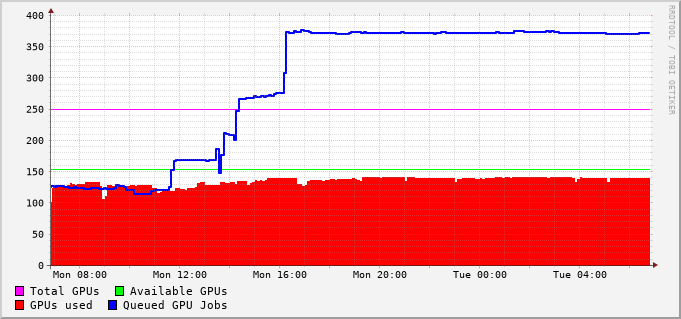 RRDTOOL / TOBI OETIKER
400
350
300
250
200
150
100
50
0
Mon 08:00 Mon 12:00 Mon 16:00 Mon 20:00 Tue 00:00 Tue 04:00
Total GPUs Available GPUs
GPUs used Queued GPU Jobs